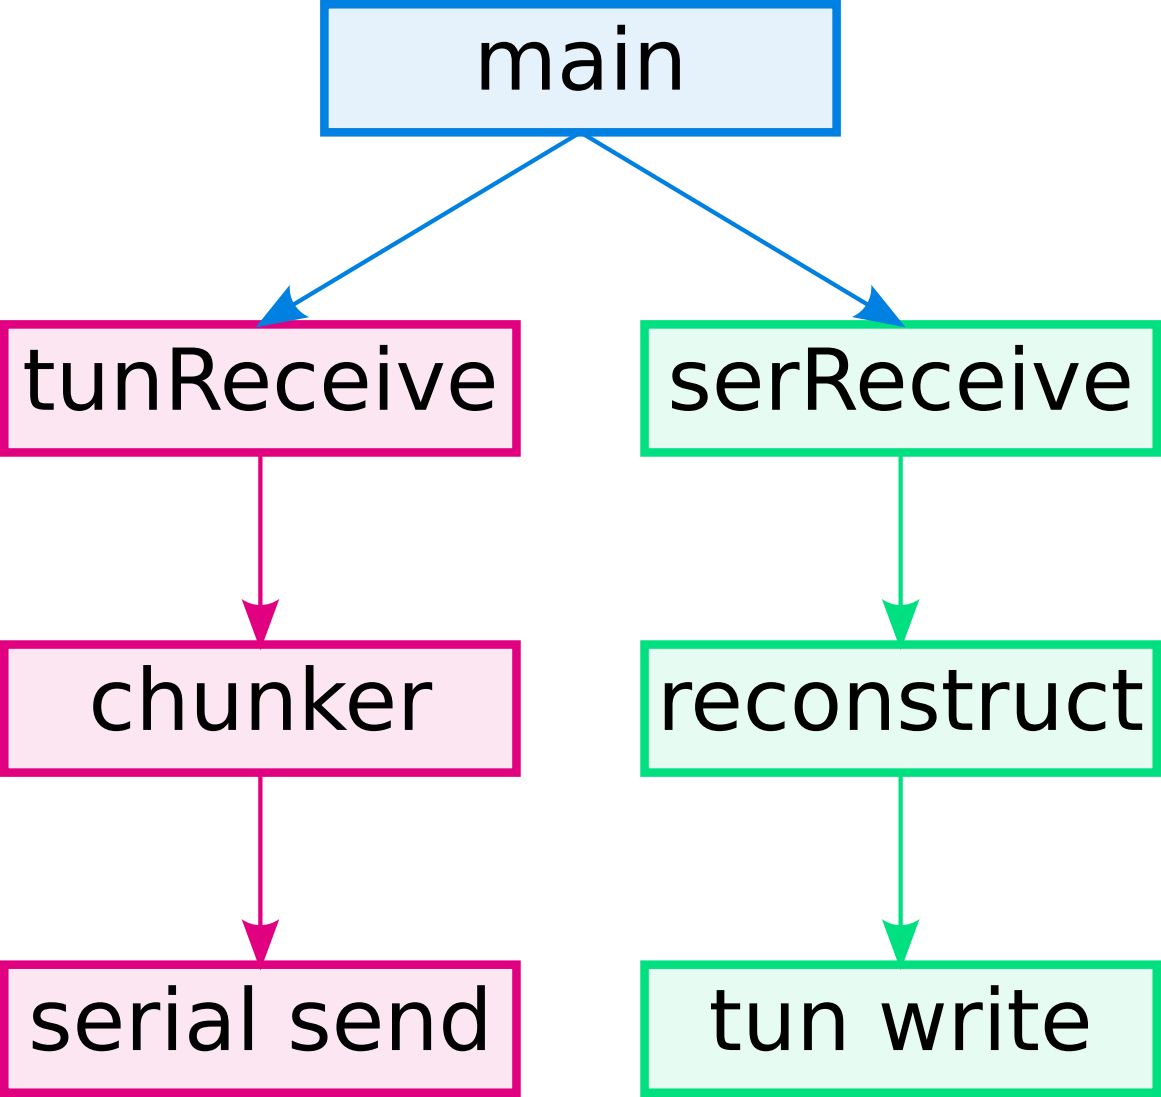 main
tunReceive
serReceive
chunker
reconstruct
serial send
tun write